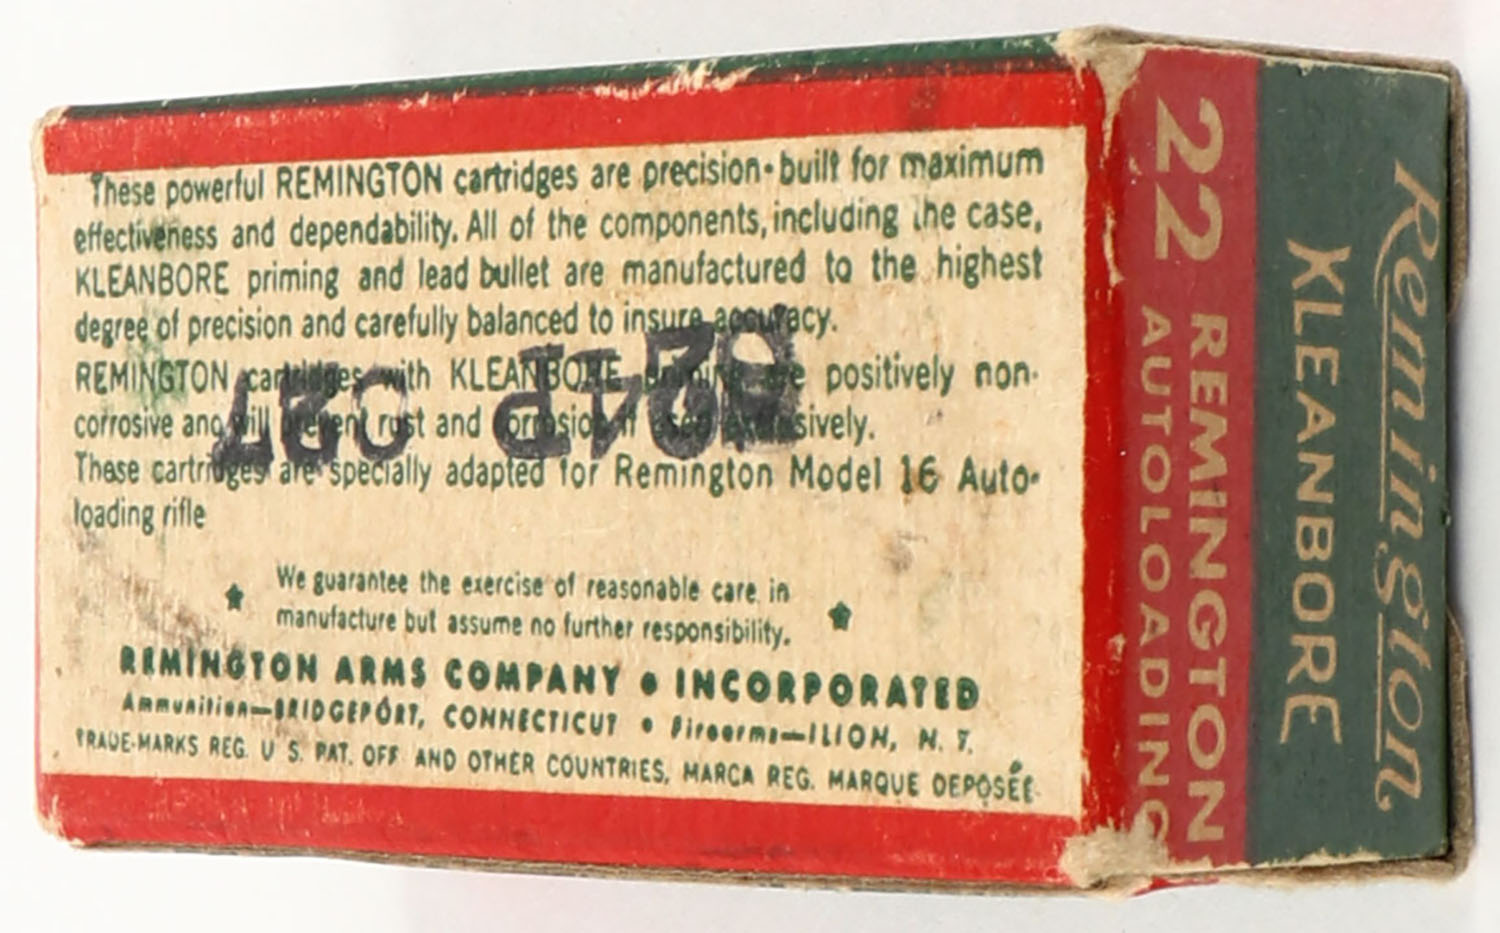 These powerful REMINGTON cartridges are precision-built for maximum
effectiveness and dependability. All of the components, including the case,
KLEANBORE priming and lead bullet are manufactured to the highest
degree of precision and carefully balanced to insure accuracy.
REMINGTON cartridges with KLEANBORE priming are positively non-
corrosive and will prevent rust and corrosion if used exclusively.
These cartridges are specially adapted for Remington Model 16 Auto-
loading rifle
We guarantee the exercise of reasonable care in
manufacture but assume no further responsibility.
REMINGTON ARMS COMPANY • INCORPORATED
Ammunition—BRIDGEPORT, CONNECTICUT • Firearms—ILION, N. Y.
TRADE-MARKS REG. U S. PAT. OFF AND OTHER COUNTRIES, MARCA REG. MARQUE DEPOSÉE
Remington
KLEANBORE
22 REMINGTON
AUTOLOADING